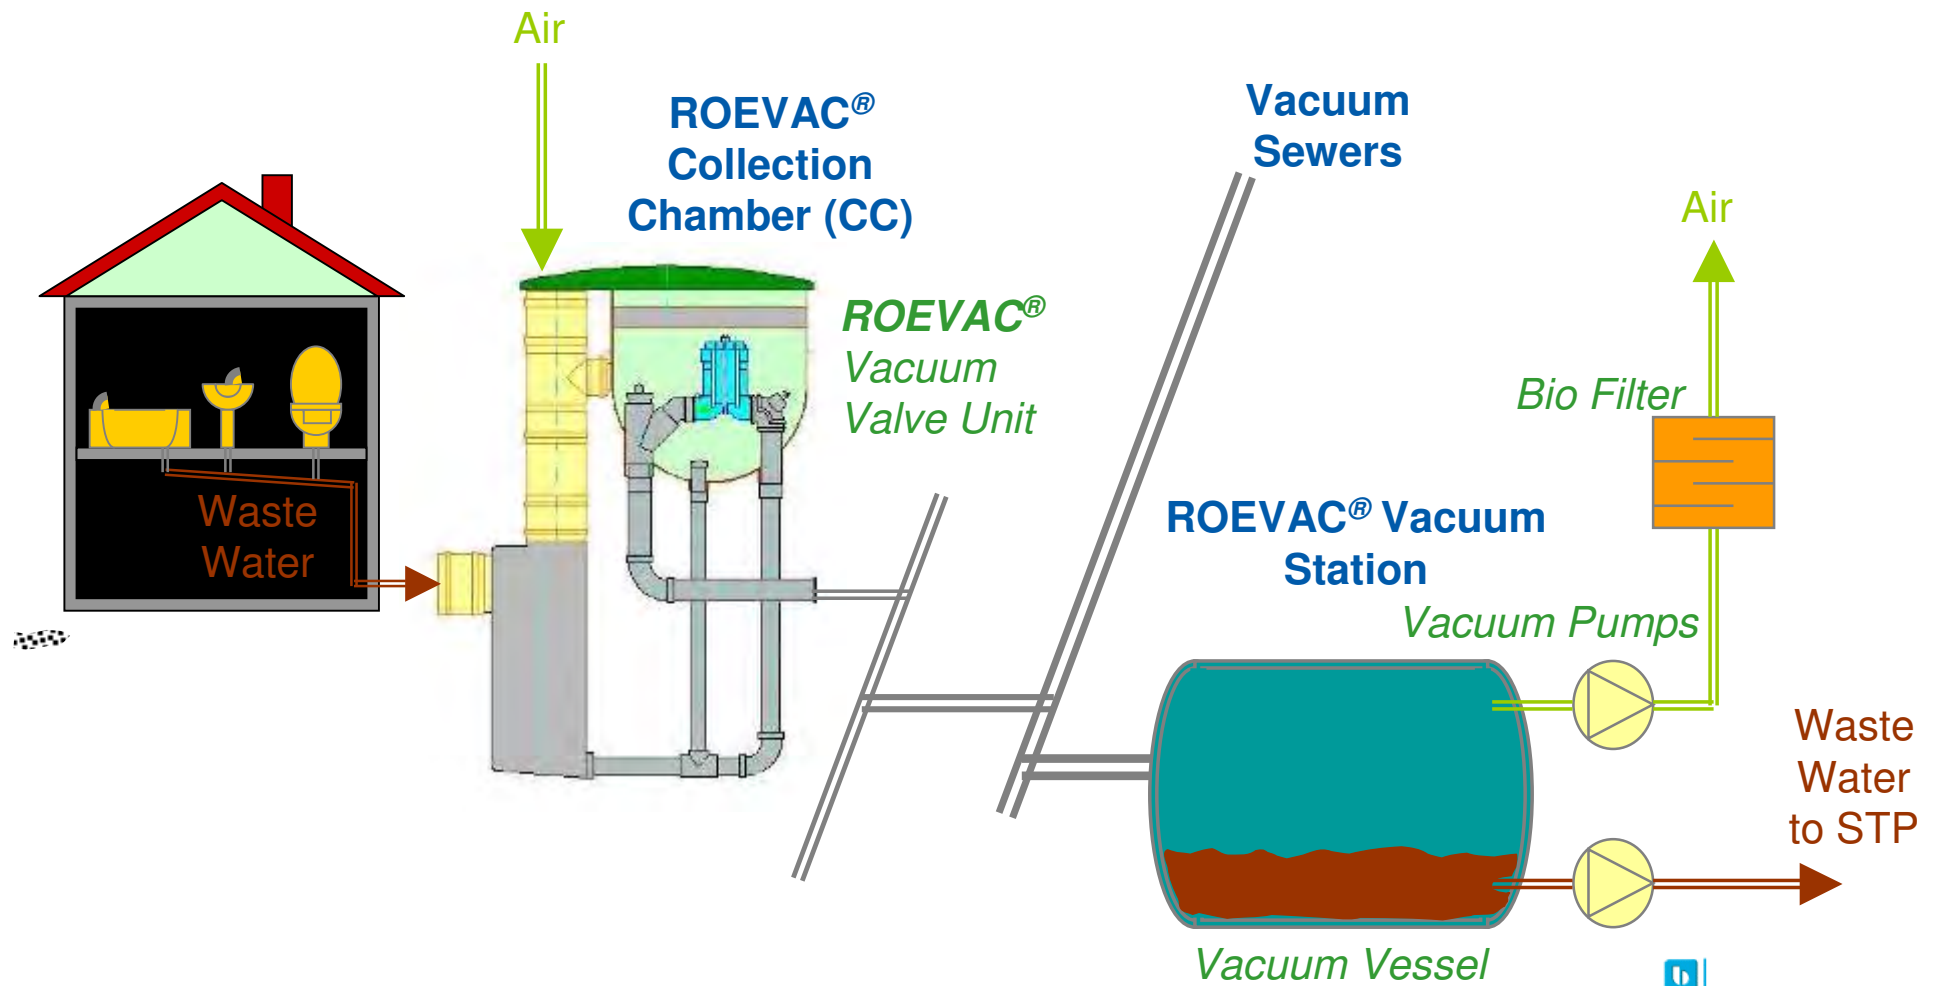 Air
ROEVAC®
Collection
Chamber (CC)
Vacuum
Sewers
Air
ROEVAC®
Vacuum
Valve Unit
Bio Filter
Waste
Water
ROEVAC® Vacuum
Station
Vacuum Pumps
Waste
Water
to STP
Vacuum Vessel